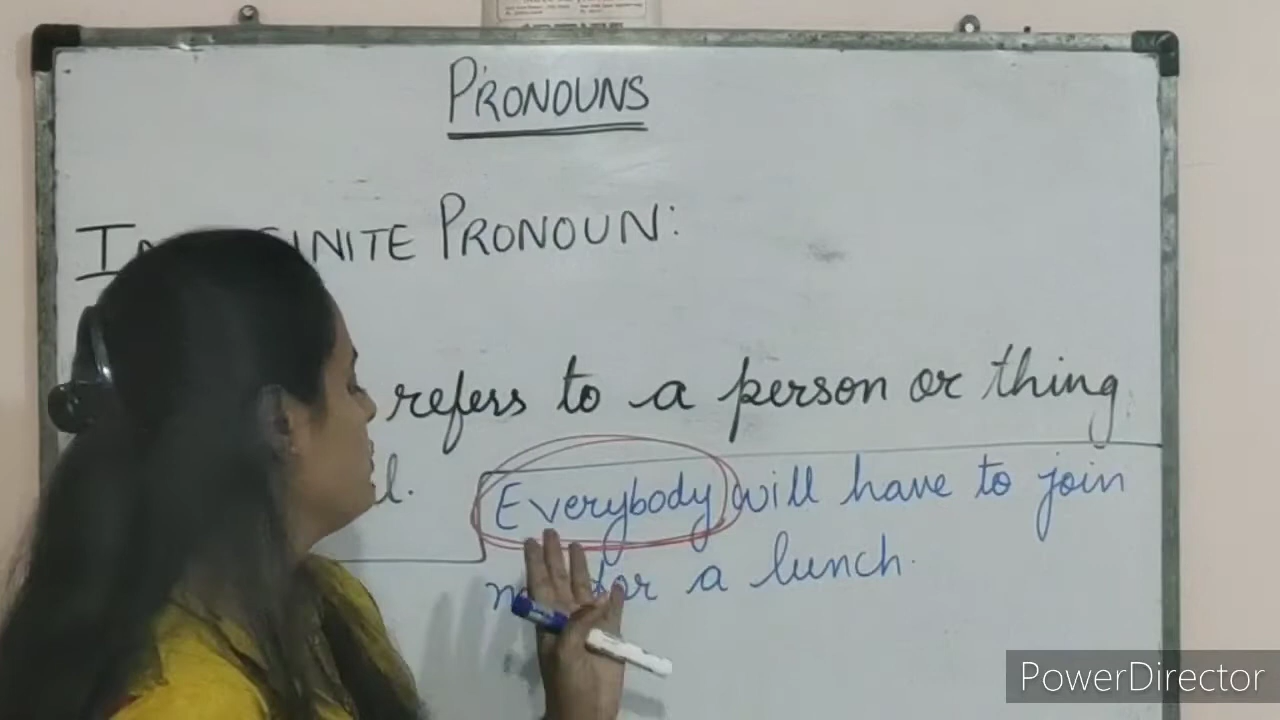 PRONOUNS
INITE PRONOUN:
refers to a person or thing
l.
Everybody will have to join
for a lunch.
PowerDirector